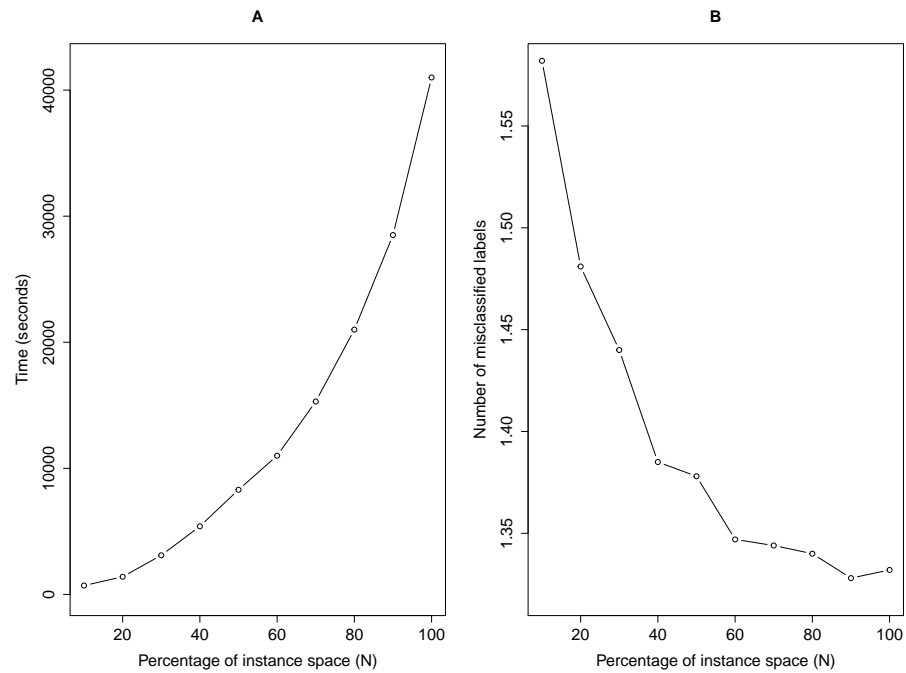 A
Time (seconds)
40000
30000
20000
10000
0
20 40 60 80 100
Percentage of instance space (N)
B
Number of misclassified labels
1.55
1.50
1.45
1.40
1.35
20 40 60 80 100
Percentage of instance space (N)